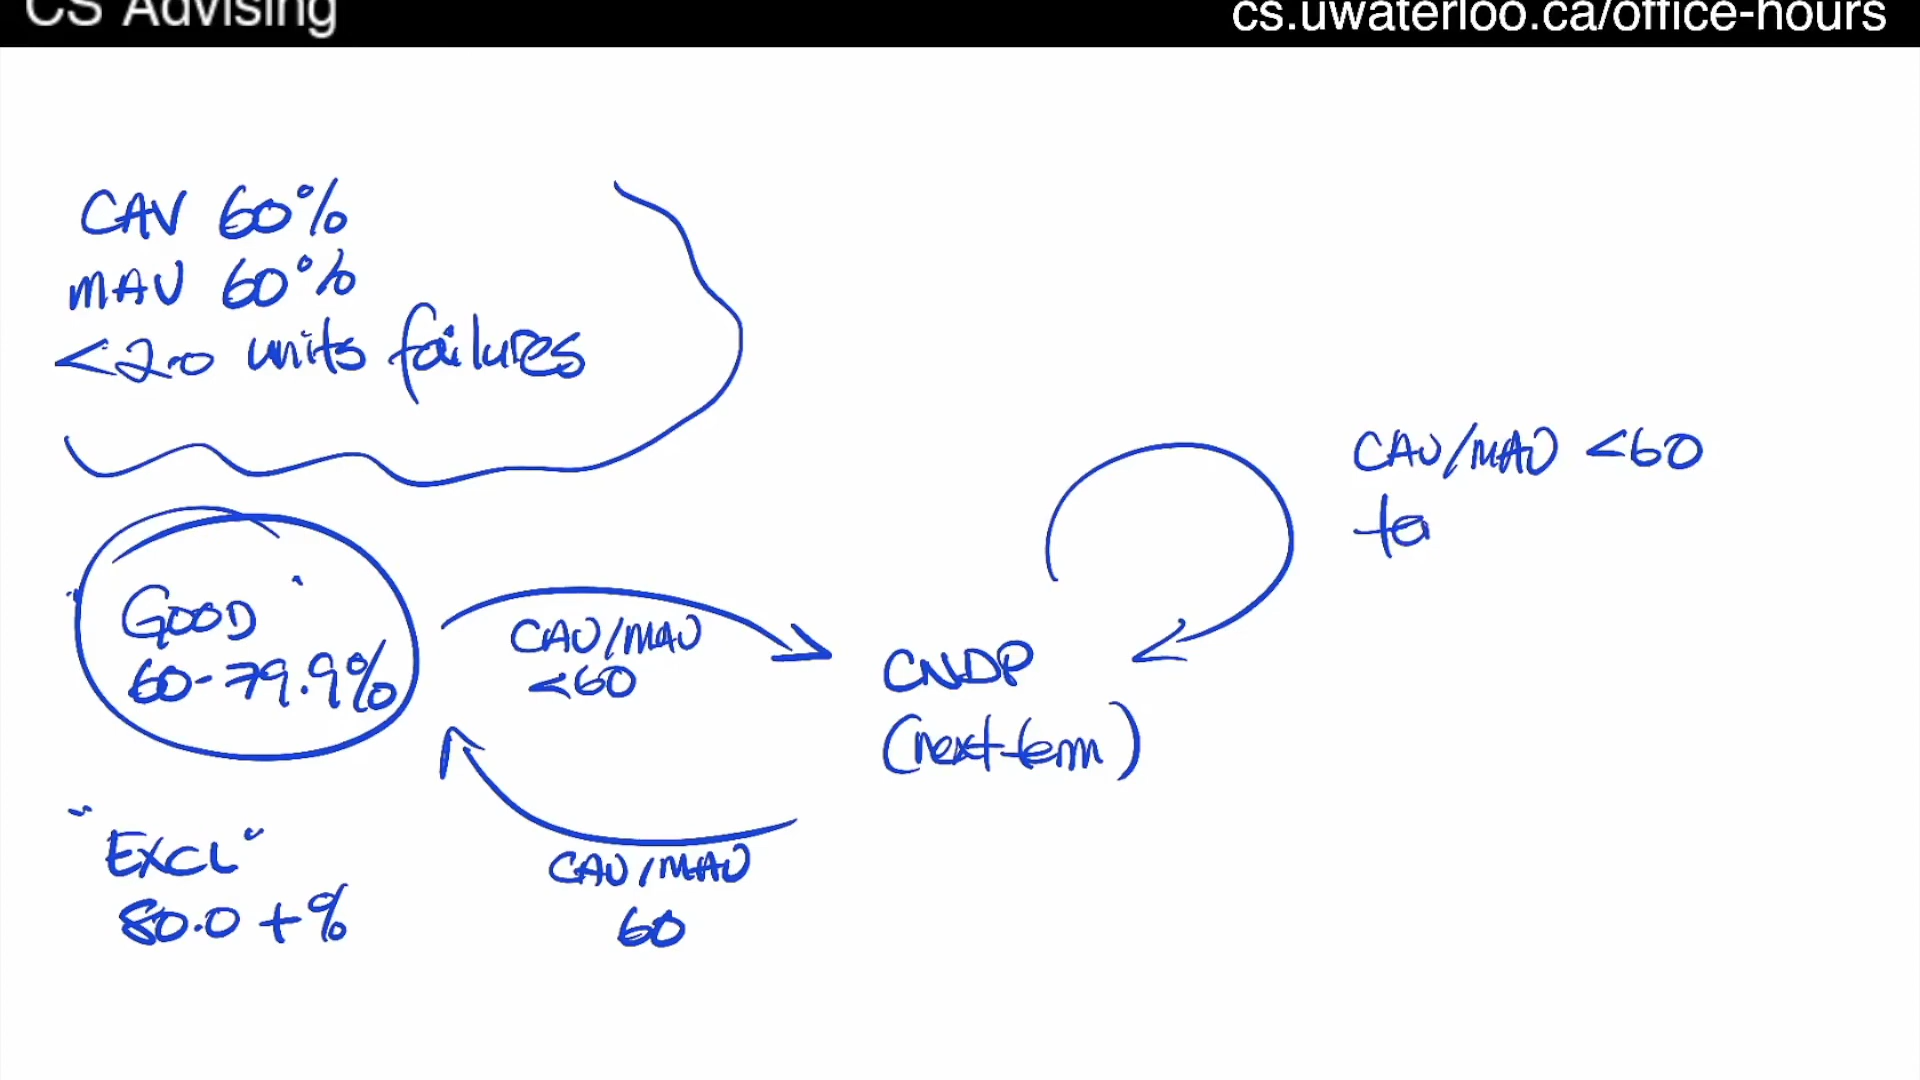 CS Advising
cs.uwaterloo.ca/office-hours
CAV 60%
MAV 60%
<2.0 units failures
CAV/MAV <60
te
"GOOD"
60-79.9%
CAV/MAV
<60
CNDP
(next term)
"EXCL"
80.0+%
CAV/MAV
60